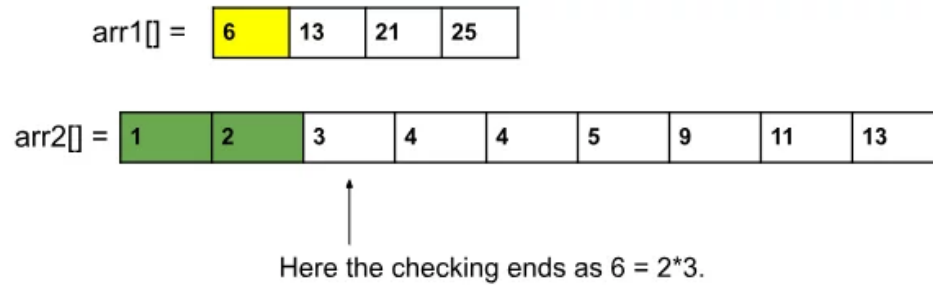 arr1[] = 6 13 21 25
arr2[] = 1 2 3 4 4 5 9 11 13
Here the checking ends as 6 = 2*3.